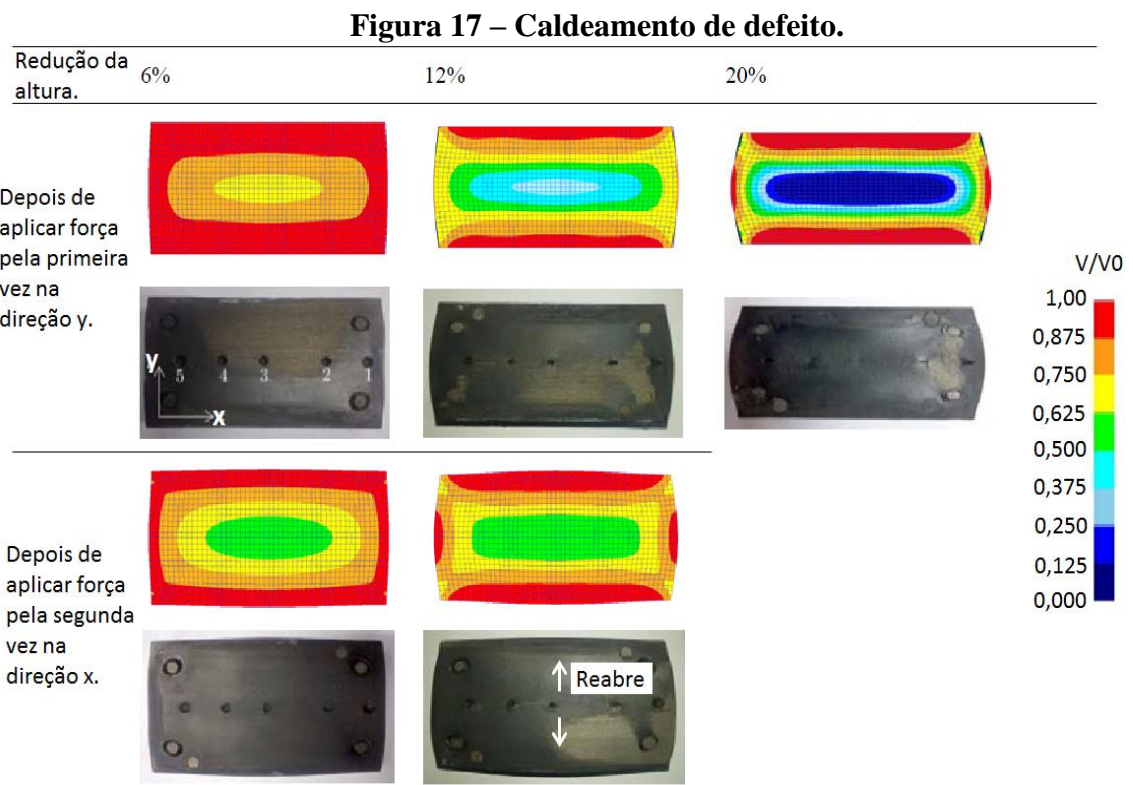 Figura 17 – Caldeamento de defeito.
Redução da
altura.
6%
12%
20%
Depois de
aplicar força
pela primeira
vez na
direção y.
V/V0
1,00
0,875
0,750
0,625
0,500
0,375
0,250
0,125
0,000
y
5 4 3 2 1
x
Depois de
aplicar força
pela segunda
vez na
direção x.
Reabre